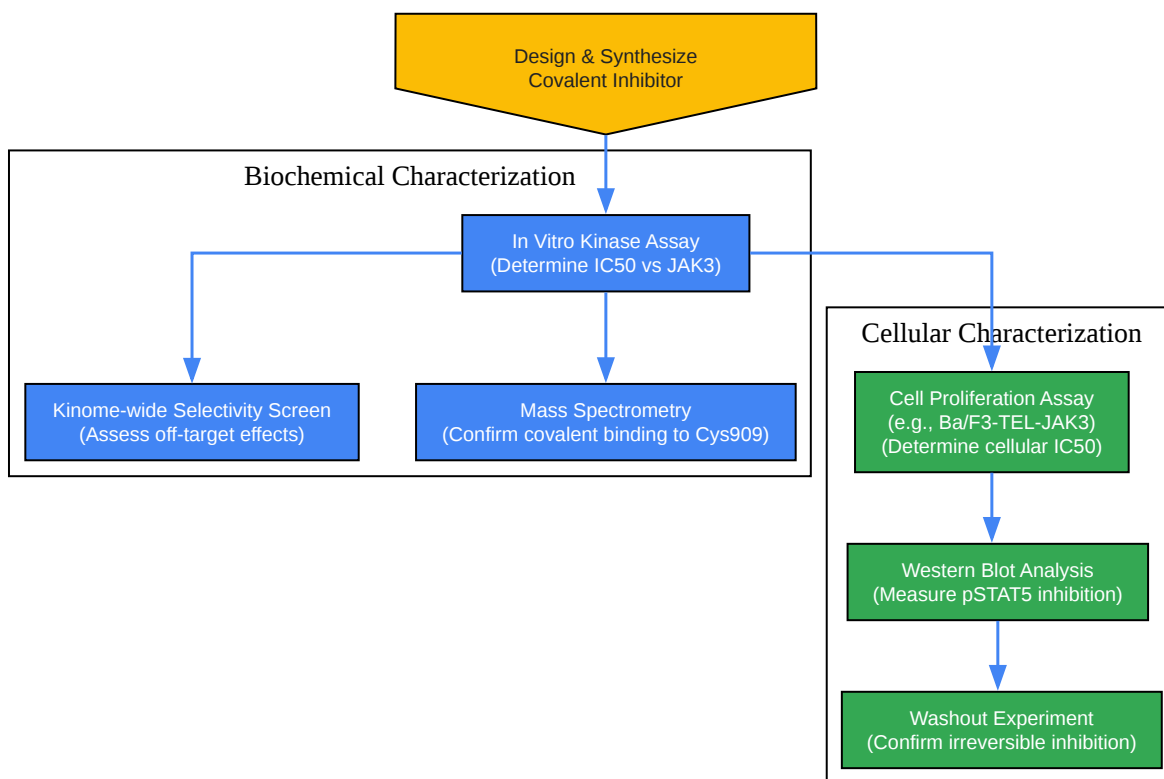 Design & Synthesize
Covalent Inhibitor
Biochemical Characterization
In Vitro Kinase Assay
(Determine IC50 vs JAK3)
Kinome-wide Selectivity Screen
(Assess off-target effects)
Mass Spectrometry
(Confirm covalent binding to Cys909)
Cellular Characterization
Cell Proliferation Assay
(e.g., Ba/F3-TEL-JAK3)
(Determine cellular IC50)
Western Blot Analysis
(Measure pSTAT5 inhibition)
Washout Experiment
(Confirm irreversible inhibition)